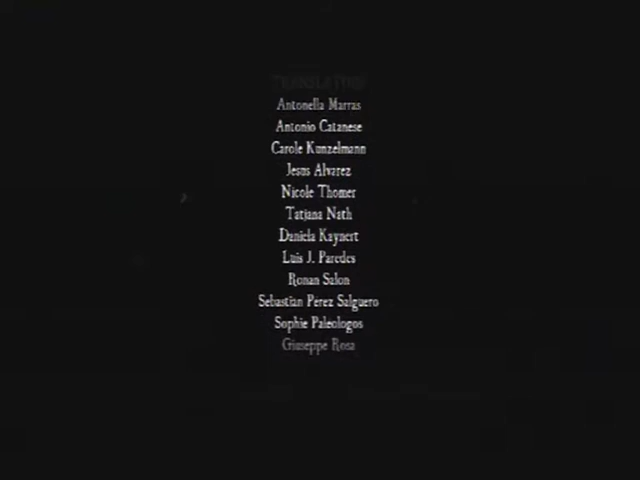 TRANSLATORS
Antonella Marras
Antonio Catanese
Carole Kunzelmann
Jesus Alvarez
Nicole Thomer
Tatjana Nath
Daniela Kaynert
Luis J. Paredes
Ronan Salon
Sebastian Perez Salguero
Sophie Paleologos
Giuseppe Rosa